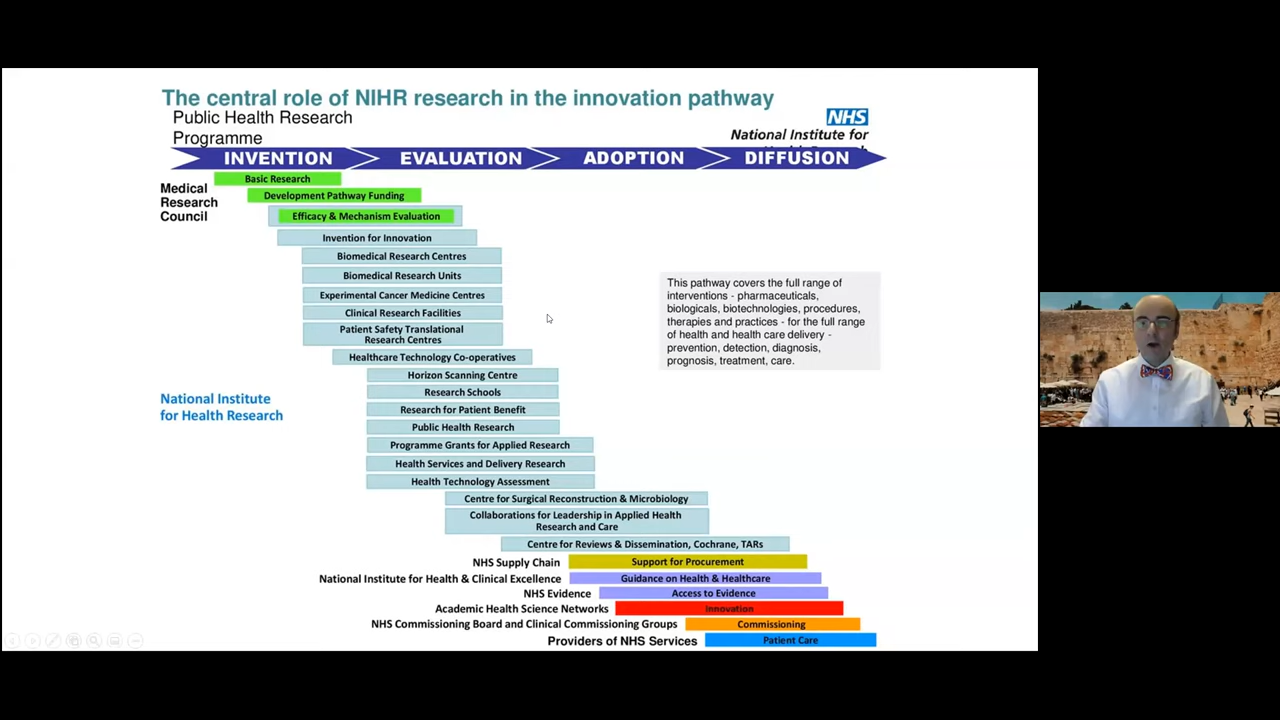 The central role of NIHR research in the innovation pathway
Public Health Research
Programme
NHS
National Institute for
INVENTION
EVALUATION
ADOPTION
DIFFUSION
Basic Research
Medical
Research
Council
Development Pathway Funding
Efficacy & Mechanism Evaluation
Invention for Innovation
Biomedical Research Centres
Biomedical Research Units
Experimental Cancer Medicine Centres
Clinical Research Facilities
Patient Safety Translational
Research Centres
Healthcare Technology Co-operatives
Horizon Scanning Centre
Research Schools
Research for Patient Benefit
Public Health Research
Programme Grants for Applied Research
Health Services and Delivery Research
Health Technology Assessment
Centre for Surgical Reconstruction & Microbiology
Collaborations for Leadership in Applied Health
Research and Care
Centre for Reviews & Dissemination, Cochrane, TARs
National Institute
for Health Research
This pathway covers the full range of
interventions - pharmaceuticals,
biologicals, biotechnologies, procedures,
therapies and practices - for the full range
of health and health care delivery -
prevention, detection, diagnosis,
prognosis, treatment, care.
NHS Supply Chain
Support for Procurement
National Institute for Health & Clinical Excellence
Guidance on Health & Healthcare
NHS Evidence
Access to Evidence
Academic Health Science Networks
Innovation
NHS Commissioning Board and Clinical Commissioning Groups
Commissioning
Providers of NHS Services
Patient Care